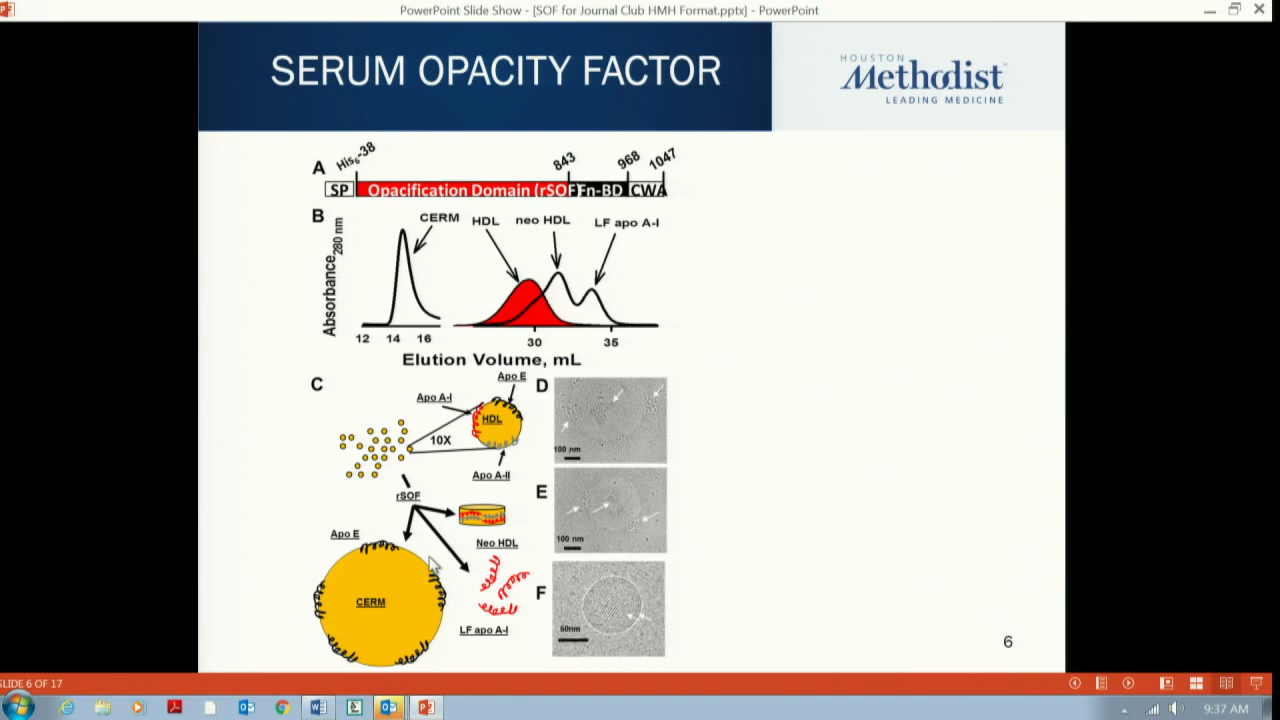 PowerPoint Slide Show - [SOF for Journal Club HMH Format.pptx] - PowerPoint
SERUM OPACITY FACTOR
HOUSTON
Methodist
LEADING MEDICINE
A
His6-38
843
968
1047
SP
Opacification Domain (rSOF)
Fn-BD
CWA
B
CERM
HDL
neo HDL
LF apo A-I
Absorbance280 nm
12
14
16
30
35
Elution Volume, mL
C
Apo E
Apo A-I
HDL
10X
Apo A-II
rSOF
Apo E
Neo HDL
CERM
LF apo A-I
D
100 nm
E
100 nm
F
50nm
6
SLIDE 6 OF 17
9:37 AM